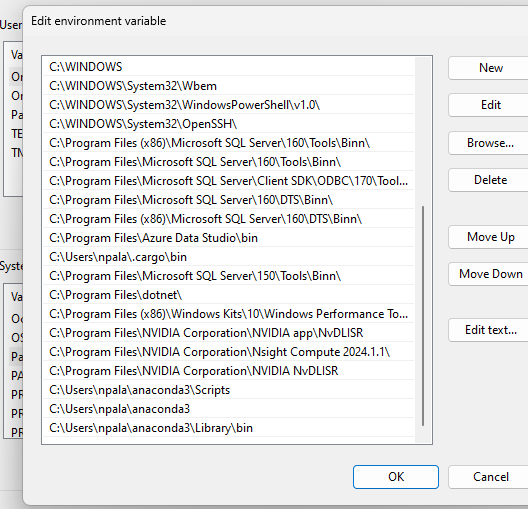 Edit environment variable
User
Va
On
On
Pa
TE
TN
C:\WINDOWS
C:\WINDOWS\System32\Wbem
C:\WINDOWS\System32\WindowsPowerShell\v1.0\
C:\WINDOWS\System32\OpenSSH\
C:\Program Files (x86)\Microsoft SQL Server\160\Tools\Binn\
C:\Program Files\Microsoft SQL Server\160\Tools\Binn\
C:\Program Files\Microsoft SQL Server\Client SDK\ODBC\170\Tool...
C:\Program Files\Microsoft SQL Server\160\DTS\Binn\
C:\Program Files (x86)\Microsoft SQL Server\160\DTS\Binn\
C:\Program Files\Azure Data Studio\bin
C:\Users\npala\.cargo\bin
C:\Program Files\Microsoft SQL Server\150\Tools\Binn\
C:\Program Files\dotnet\
C:\Program Files (x86)\Windows Kits\10\Windows Performance To...
C:\Program Files\NVIDIA Corporation\NVIDIA app\NvDLISR
C:\Program Files\NVIDIA Corporation\Nsight Compute 2024.1.1\
C:\Program Files\NVIDIA Corporation\NVIDIA NvDLISR
C:\Users\npala\anaconda3\Scripts
C:\Users\npala\anaconda3
C:\Users\npala\anaconda3\Library\bin
New
Edit
Browse...
Delete
Move Up
Move Down
Edit text...
Syste
Va
OS
Pa
PA
PR
PR
PR
OK
Cancel